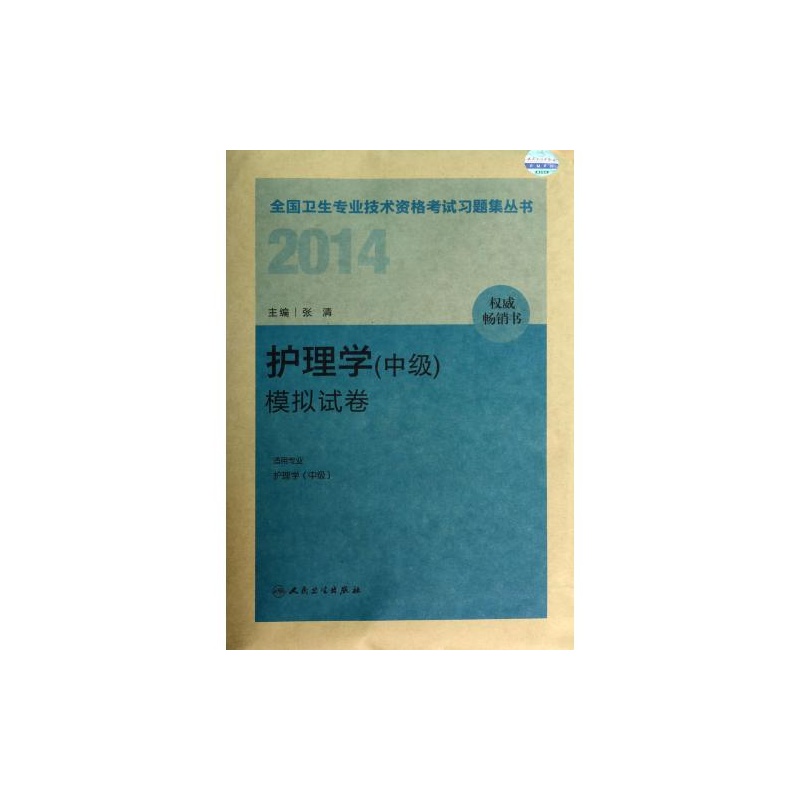 全国卫生专业技术资格考试习题集丛书
2014
权威
畅销书
主编|张 清
护理学(中级)
模拟试卷
适用专业
护理学(中级)
人民卫生出版社